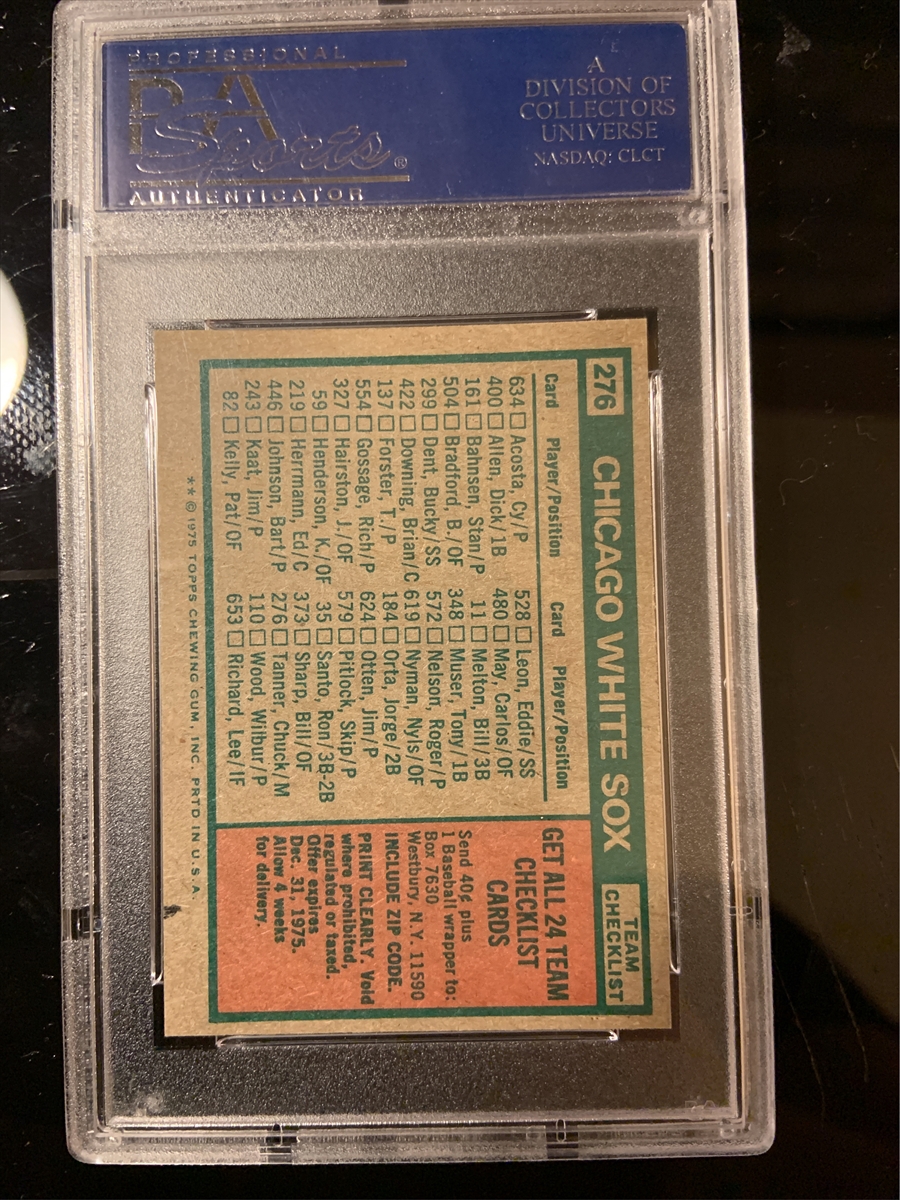 PROFESSIONAL
PSA
Sports®
AUTHENTICATOR
A
DIVISION OF
COLLECTORS
UNIVERSE
NASDAQ: CLCT
276 CHICAGO WHITE SOX
TEAM
CHECKLIST
Card Player/Position Card Player/Position
634 □ Acosta, Cy/P 528 □ Leon, Eddie/SS
400 □ Allen, Dick/1B 480 □ May, Carlos/OF
161 □ Bahnsen, Stan/P 11 □ Melton, Bill/3B
504 □ Bradford, B./OF 348 □ Muser, Tony/1B
299 □ Dent, Bucky/SS 572 □ Nelson, Roger/P
422 □ Downing, Brian/C 619 □ Nyman, Nyls/OF
137 □ Forster, T./P 184 □ Orta, Jorge/2B
554 □ Gossage, Rich/P 624 □ Otten, Jim/P
327 □ Hairston, J./OF 579 □ Pitlock, Skip/P
59 □ Henderson, K./OF 35 □ Santo, Ron/3B-2B
219 □ Herrmann, Ed/C 373 □ Sharp, Bill/OF
446 □ Johnson, Bart/P 276 □ Tanner, Chuck/M
243 □ Kaat, Jim/P 110 □ Wood, Wilbur/P
82 □ Kelly, Pat/OF 653 □ Richard, Lee/IF
GET ALL 24 TEAM
CHECKLIST
CARDS
Send 40¢ plus
1 Baseball wrapper to:
Box 7630
Westbury, N.Y. 11590
INCLUDE ZIP CODE.
PRINT CLEARLY. Void
where prohibited,
regulated or taxed.
Offer expires
Dec. 31, 1975.
Allow 4 weeks
for delivery.
**© 1975 TOPPS CHEWING GUM, INC. PRTD IN U.S.A.